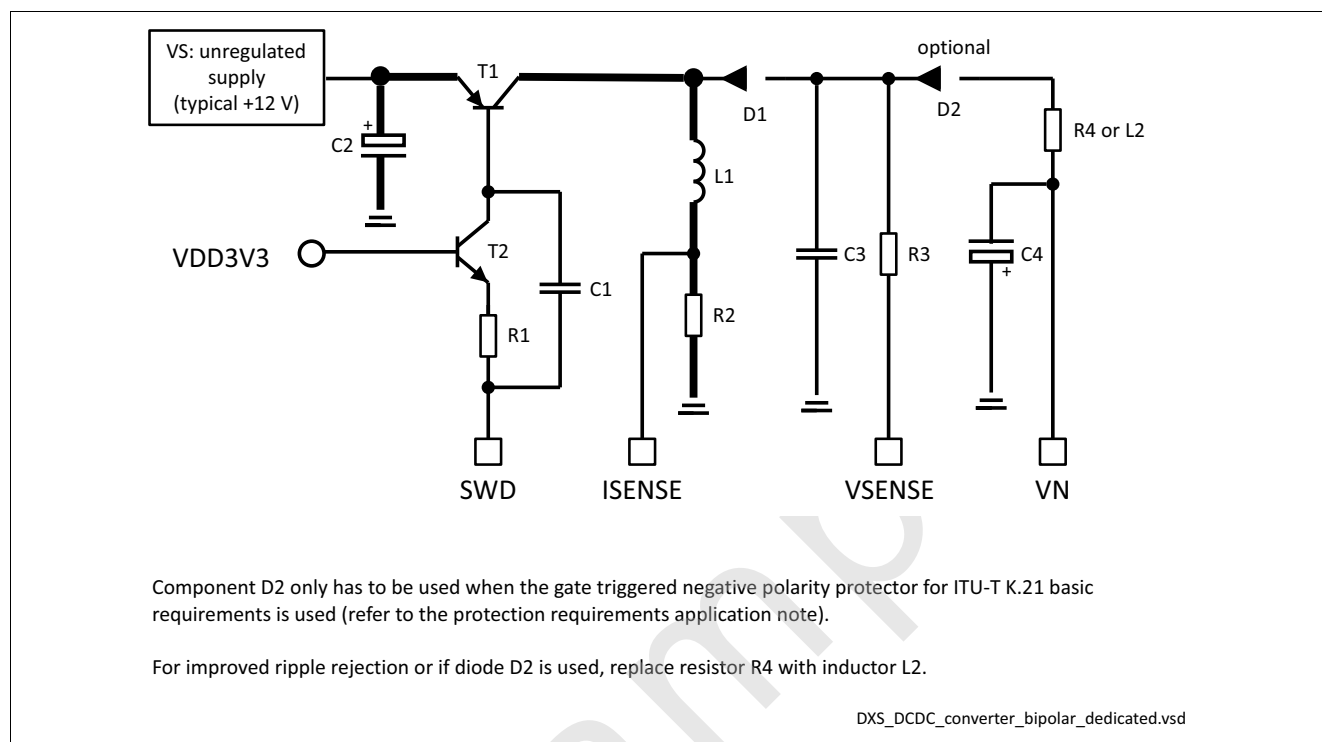 VS: unregulated
supply
(typical +12 V)
T1
optional
D1
D2
R4 or L2
+
C2
L1
VDD3V3
T2
C1
C3
R3
C4
+
R1
R2
SWD
ISENSE
VSENSE
VN
Component D2 only has to be used when the gate triggered negative polarity protector for ITU-T K.21 basic
requirements is used (refer to the protection requirements application note).
For improved ripple rejection or if diode D2 is used, replace resistor R4 with inductor L2.
DXS_DCDC_converter_bipolar_dedicated.vsd